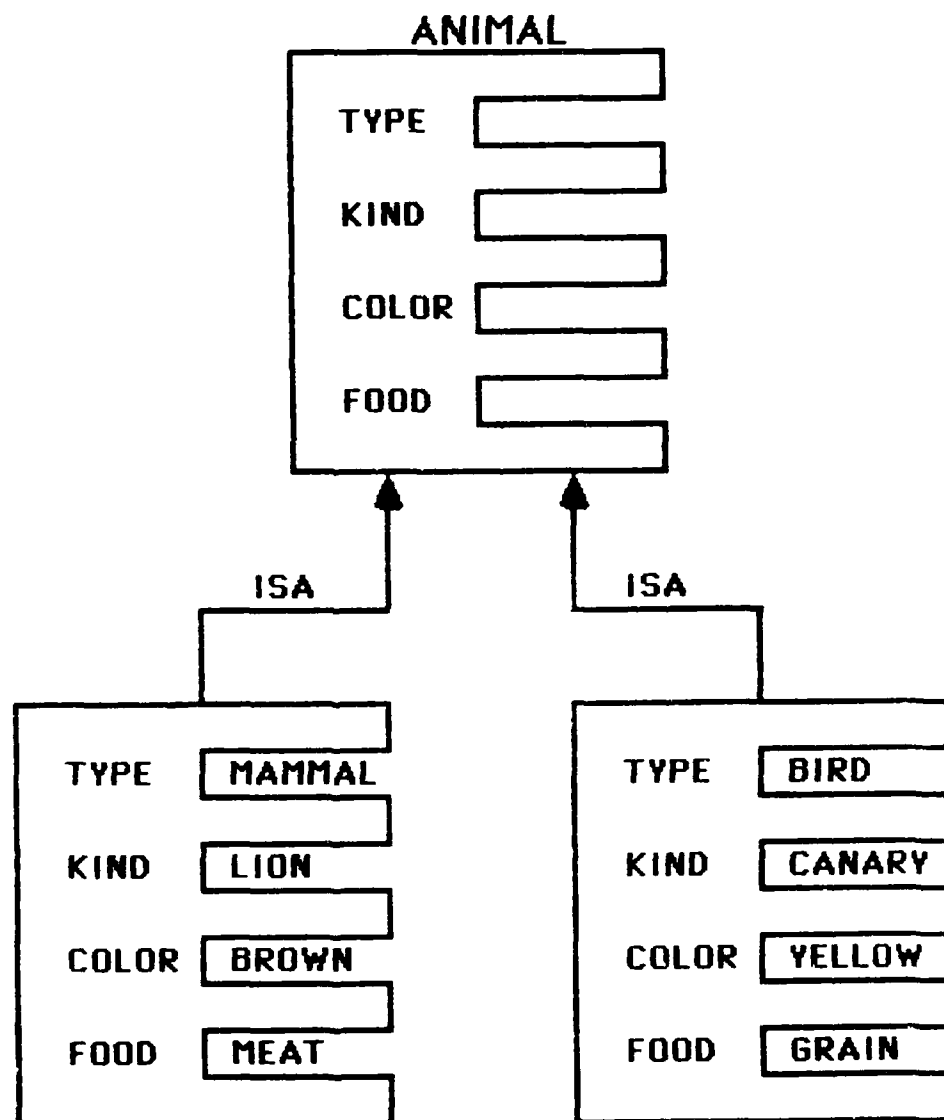 ANIMAL
TYPE
KIND
COLOR
FOOD
ISA
ISA
TYPE MAMMAL
KIND LION
COLOR BROWN
FOOD MEAT
TYPE BIRD
KIND CANARY
COLOR YELLOW
FOOD GRAIN